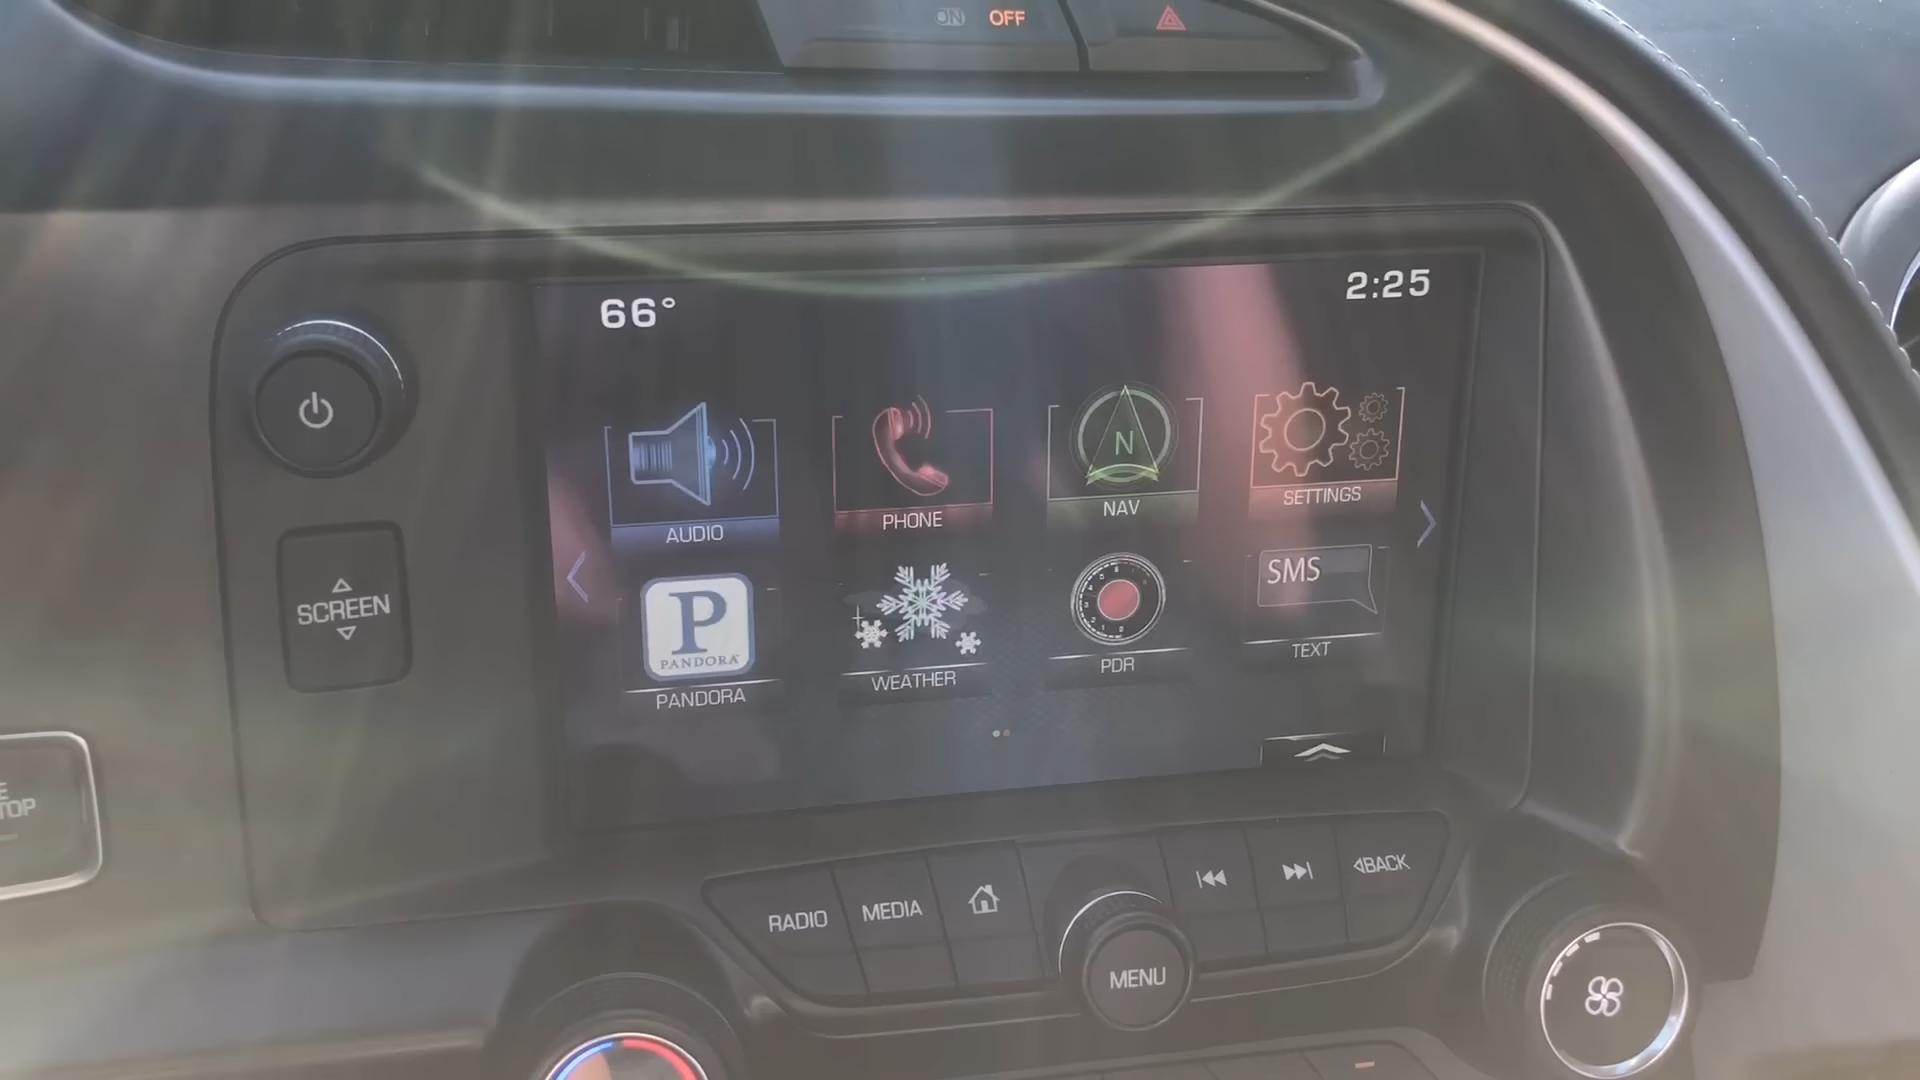 ON OFF
66°
2:25
N
AUDIO
PHONE
NAV
SETTINGS
SCREEN
P
PANDORA
SMS
PANDORA
WEATHER
PDR
TEXT
RADIO
MEDIA
BACK
MENU